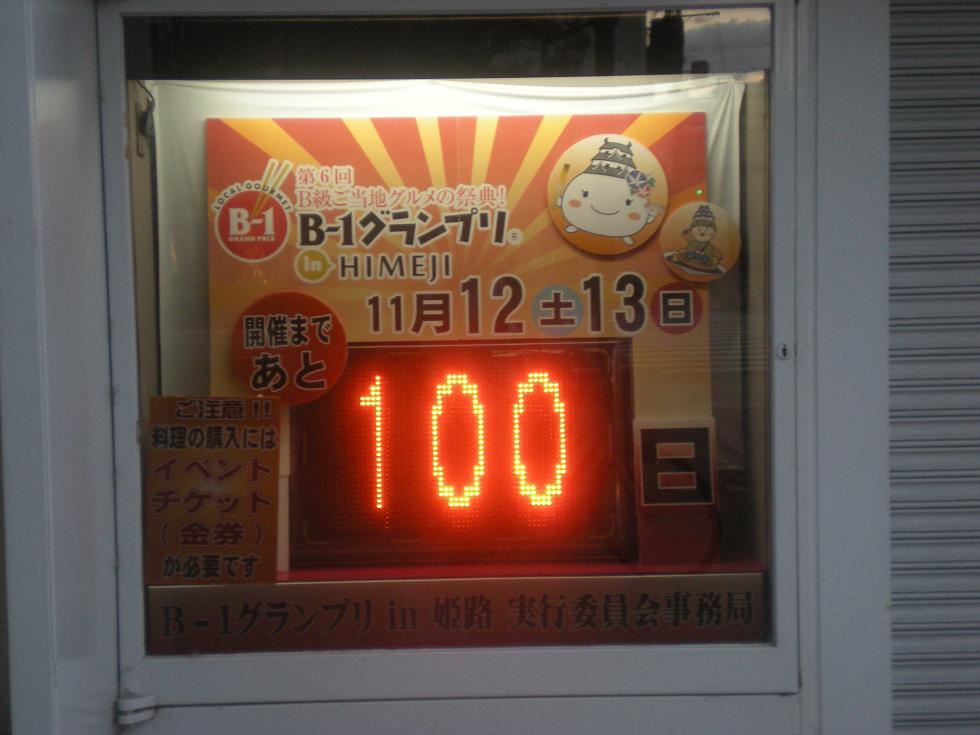 LOCAL GOURMET
B-1
GRAND PRIX
第6回
B級ご当地グルメの祭典!
B-1グランプリ®
in HIMEJI
11月12土13日
開催まで
あと
100
日
ご注意!!
料理の購入には
イベント
チケット
(金券)
が必要です
B-1グランプリ in 姫路 実行委員会事務局